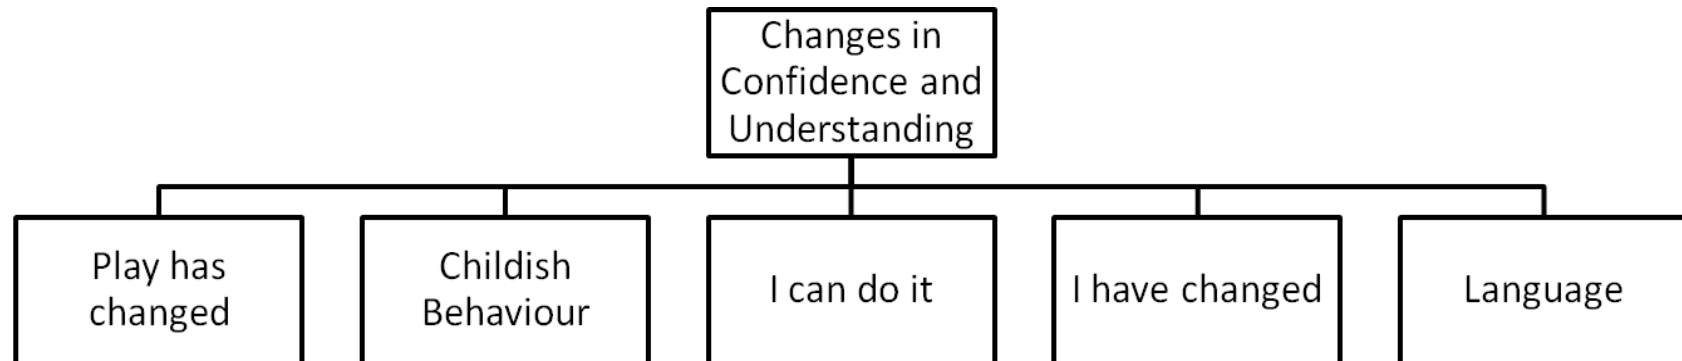 Changes in
Confidence and
Understanding
Play has
changed
Childish
Behaviour
I can do it
I have changed
Language